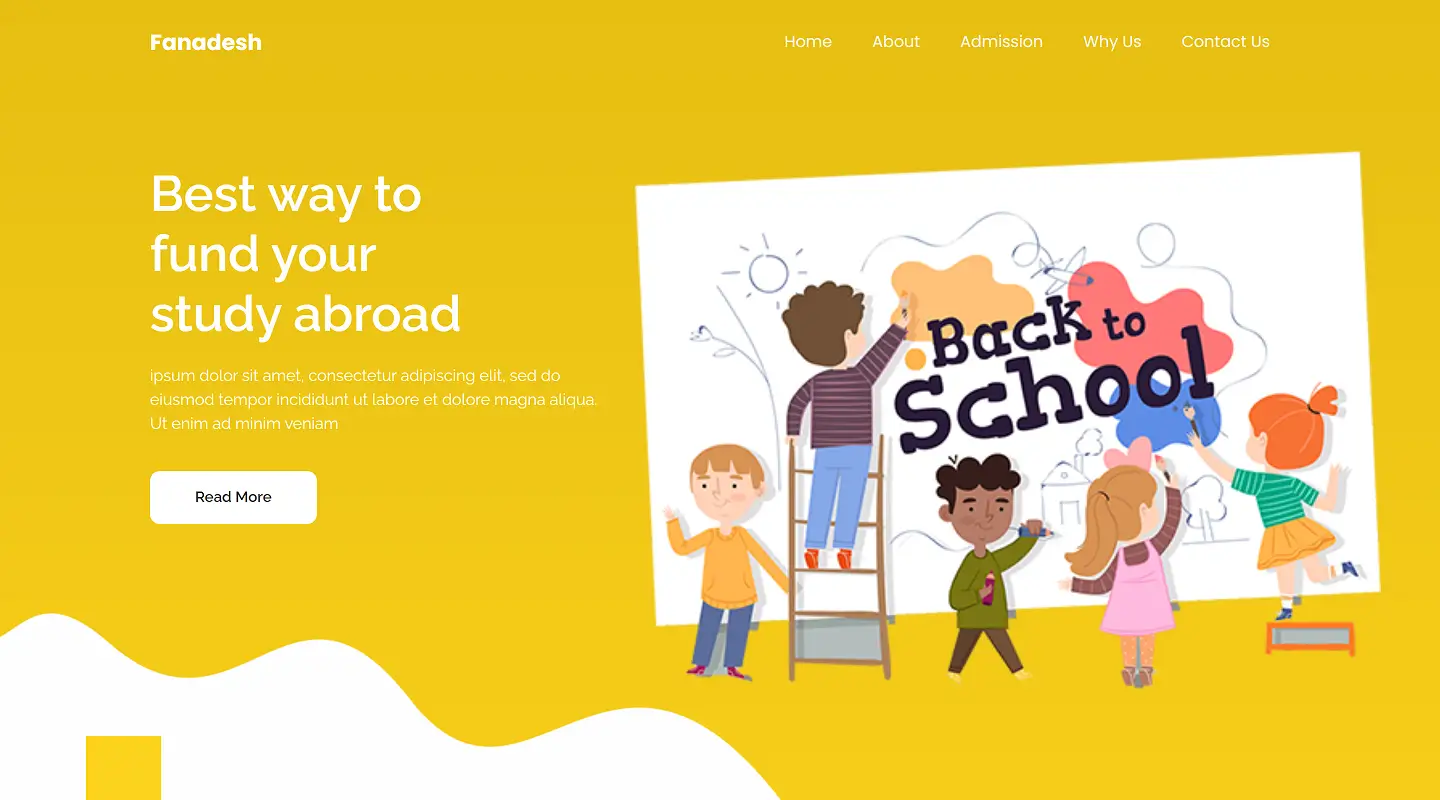 Fanadesh
Home About Admission Why Us Contact Us
Best way to
fund your
study abroad
ipsum dolor sit amet, consectetur adipiscing elit, sed do
eiusmod tempor incididunt ut labore et dolore magna aliqua.
Ut enim ad minim veniam
Read More
Back to
School